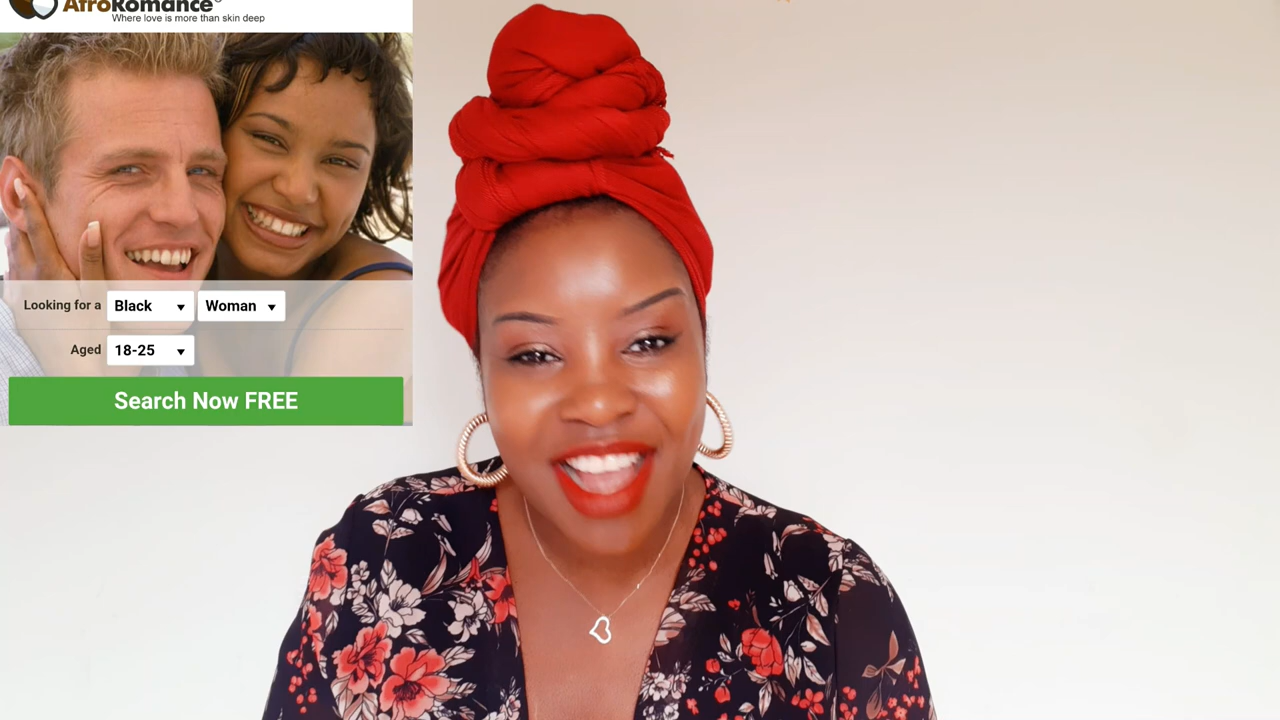 AfroRomance®
Where love is more than skin deep
Looking for a Black Woman
Aged 18-25
Search Now FREE